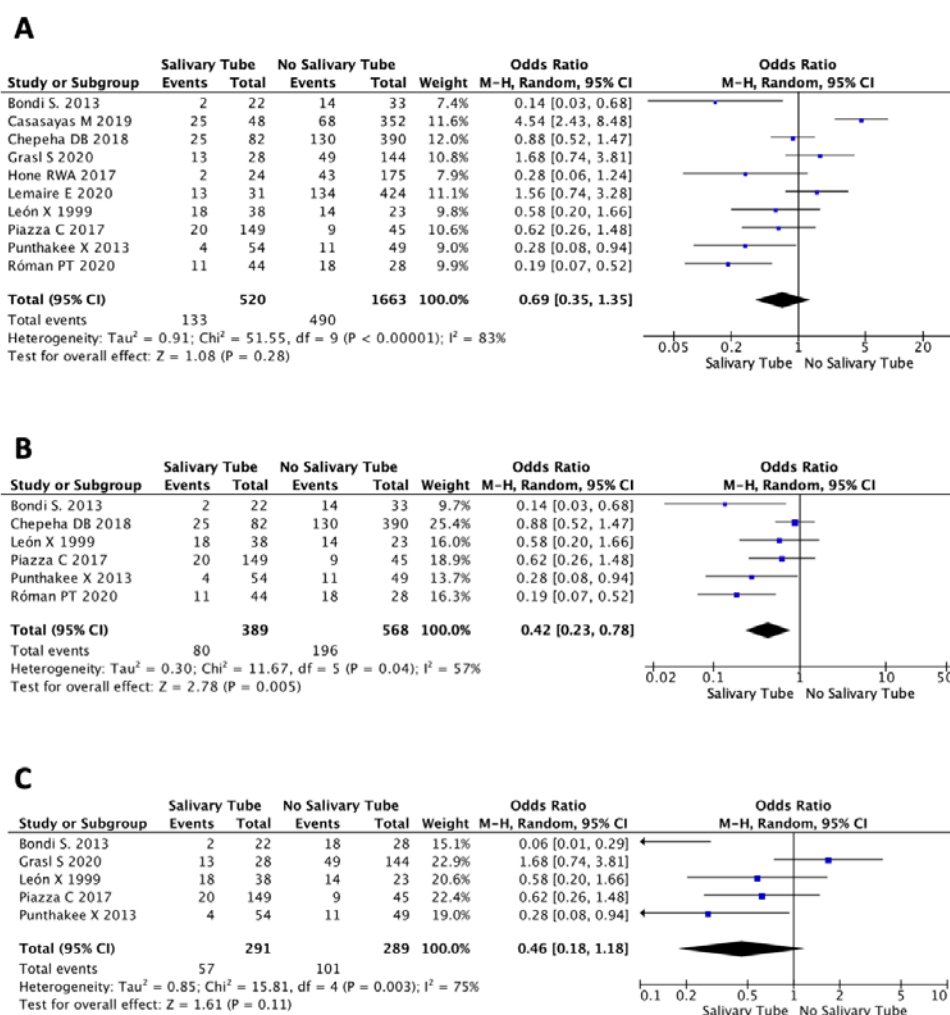 A
Salivary Tube No Salivary Tube Odds Ratio Odds Ratio
Study or Subgroup Events Total Events Total Weight M-H, Random, 95% CI M-H, Random, 95% CI
Bondi S. 2013 2 22 14 33 7.4% 0.14 [0.03, 0.68]
Casasayas M 2019 25 48 68 352 11.6% 4.54 [2.43, 8.48]
Chepeha DB 2018 25 82 130 390 12.0% 0.88 [0.52, 1.47]
Grasl S 2020 13 28 49 144 10.8% 1.68 [0.74, 3.81]
Hone RWA 2017 2 24 43 175 7.9% 0.28 [0.06, 1.24]
Lemaire E 2020 13 31 134 424 11.1% 1.56 [0.74, 3.28]
León X 1999 18 38 14 23 9.8% 0.58 [0.20, 1.66]
Piazza C 2017 20 149 9 45 10.6% 0.62 [0.26, 1.48]
Punthakee X 2013 4 54 11 49 9.0% 0.28 [0.08, 0.94]
Róman PT 2020 11 44 18 28 9.9% 0.19 [0.07, 0.52]
Total (95% CI) 520 1663 100.0% 0.69 [0.35, 1.35]
Total events 133 490
Heterogeneity: Tau² = 0.91; Chi² = 51.55, df = 9 (P < 0.00001); I² = 83%
Test for overall effect: Z = 1.08 (P = 0.28)
0.05 0.2 1 5 20
Salivary Tube No Salivary Tube
B
Salivary Tube No Salivary Tube Odds Ratio Odds Ratio
Study or Subgroup Events Total Events Total Weight M-H, Random, 95% CI M-H, Random, 95% CI
Bondi S. 2013 2 22 14 33 9.7% 0.14 [0.03, 0.68]
Chepeha DB 2018 25 82 130 390 25.4% 0.88 [0.52, 1.47]
León X 1999 18 38 14 23 16.0% 0.58 [0.20, 1.66]
Piazza C 2017 20 149 9 45 18.9% 0.62 [0.26, 1.48]
Punthakee X 2013 4 54 11 49 13.7% 0.28 [0.08, 0.94]
Róman PT 2020 11 44 18 28 16.3% 0.19 [0.07, 0.52]
Total (95% CI) 389 568 100.0% 0.42 [0.23, 0.78]
Total events 80 196
Heterogeneity: Tau² = 0.30; Chi² = 11.67, df = 5 (P = 0.04); I² = 57%
Test for overall effect: Z = 2.78 (P = 0.005)
0.02 0.1 1 10 50
Salivary Tube No Salivary Tube
C
Salivary Tube No Salivary Tube Odds Ratio Odds Ratio
Study or Subgroup Events Total Events Total Weight M-H, Random, 95% CI M-H, Random, 95% CI
Bondi S. 2013 2 22 18 28 15.1% 0.06 [0.01, 0.29]
Grasl S 2020 13 28 49 144 22.9% 1.68 [0.74, 3.81]
León X 1999 18 38 14 23 20.6% 0.58 [0.20, 1.66]
Piazza C 2017 20 149 9 45 22.4% 0.62 [0.26, 1.48]
Punthakee X 2013 4 54 11 49 19.0% 0.28 [0.08, 0.94]
Total (95% CI) 291 289 100.0% 0.46 [0.18, 1.18]
Total events 57 101
Heterogeneity: Tau² = 0.85; Chi² = 15.81, df = 4 (P = 0.003); I² = 75%
Test for overall effect: Z = 1.61 (P = 0.11)
0.1 0.2 0.5 1 2 5 10
Salivary Tube No Salivary Tube